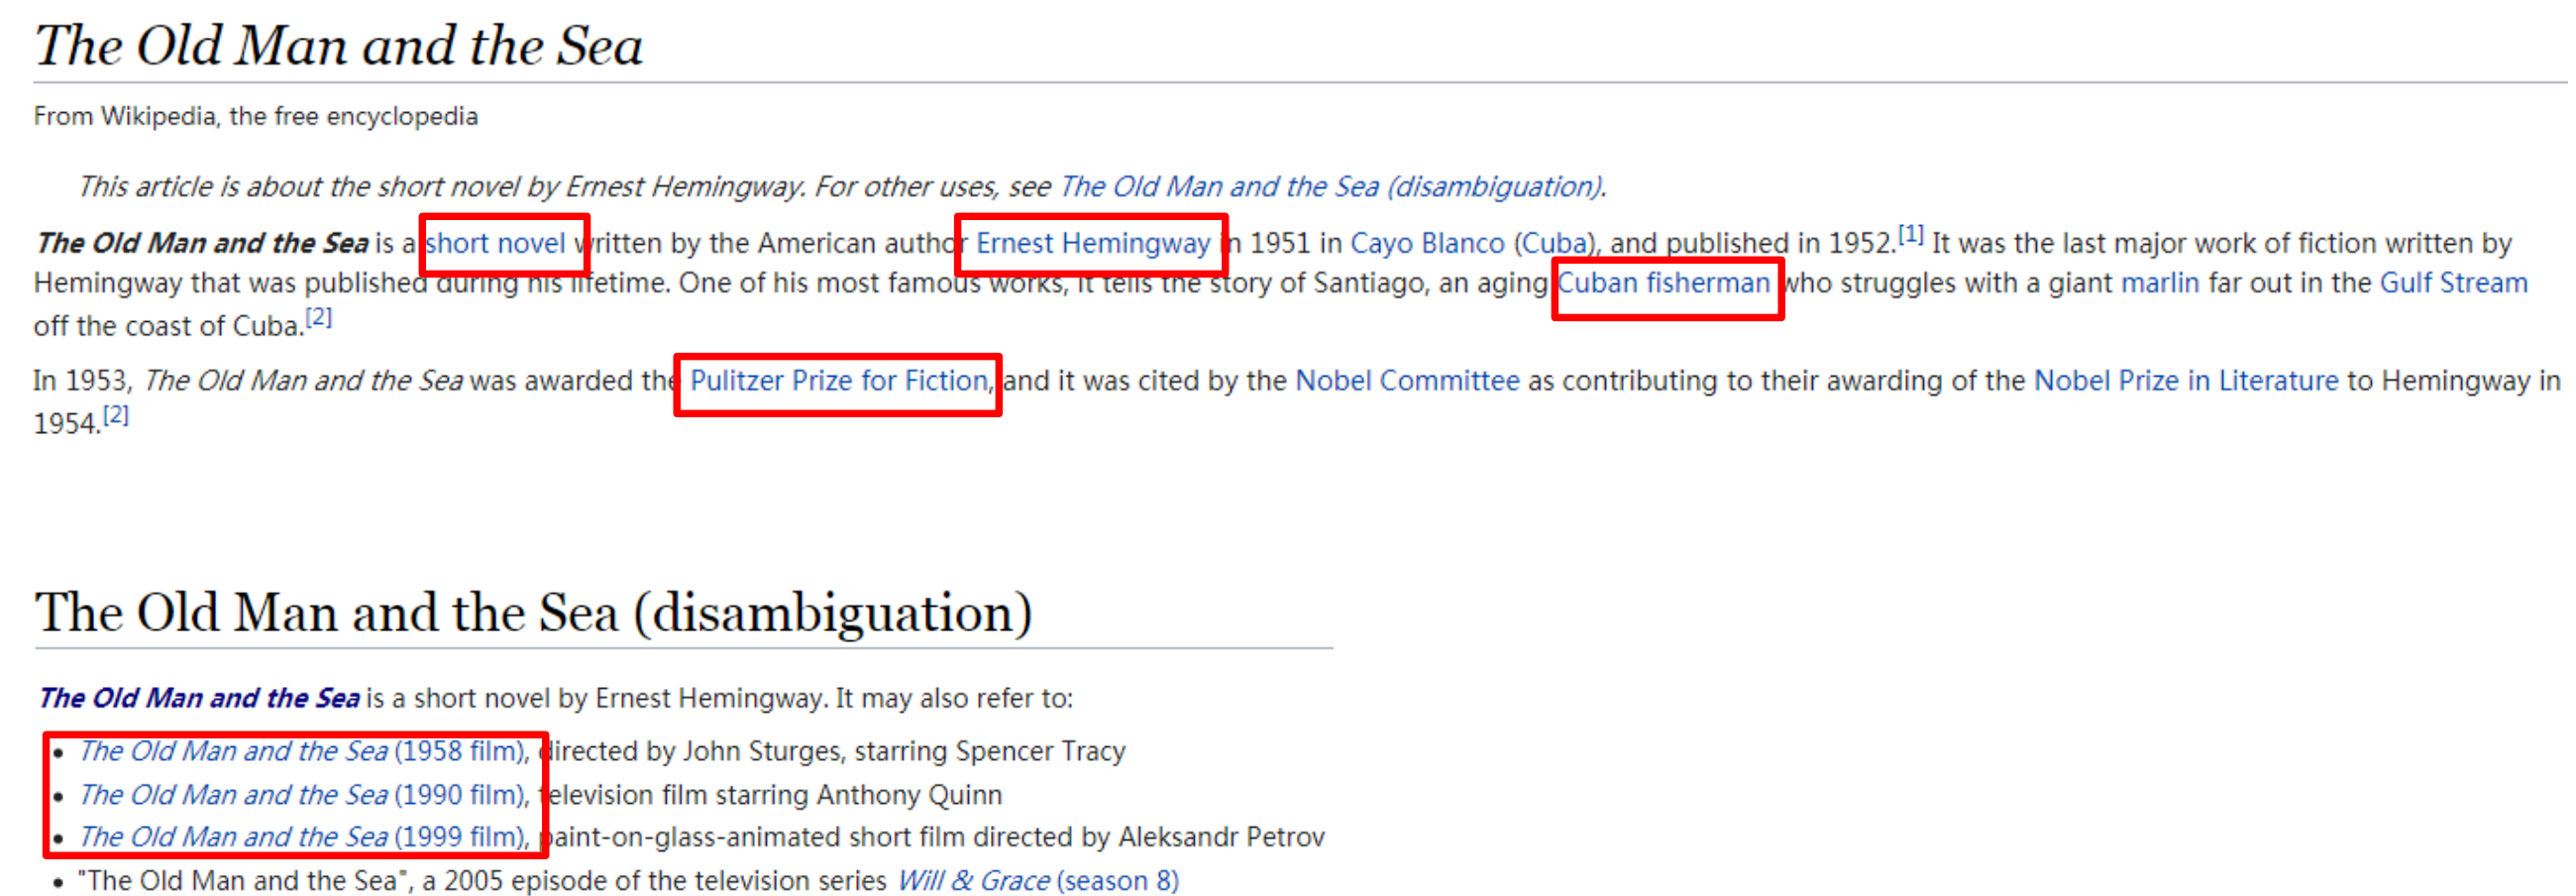 The Old Man and the Sea
From Wikipedia, the free encyclopedia
This article is about the short novel by Ernest Hemingway. For other uses, see The Old Man and the Sea (disambiguation).
The Old Man and the Sea is a short novel written by the American author Ernest Hemingway in 1951 in Cayo Blanco (Cuba), and published in 1952.[1] It was the last major work of fiction written by
Hemingway that was published during his lifetime. One of his most famous works, it tells the story of Santiago, an aging Cuban fisherman who struggles with a giant marlin far out in the Gulf Stream
off the coast of Cuba.[2]
In 1953, The Old Man and the Sea was awarded the Pulitzer Prize for Fiction, and it was cited by the Nobel Committee as contributing to their awarding of the Nobel Prize in Literature to Hemingway in
1954.[2]
The Old Man and the Sea (disambiguation)
The Old Man and the Sea is a short novel by Ernest Hemingway. It may also refer to:
• The Old Man and the Sea (1958 film), directed by John Sturges, starring Spencer Tracy
• The Old Man and the Sea (1990 film), television film starring Anthony Quinn
• The Old Man and the Sea (1999 film), paint-on-glass-animated short film directed by Aleksandr Petrov
• "The Old Man and the Sea", a 2005 episode of the television series Will & Grace (season 8)